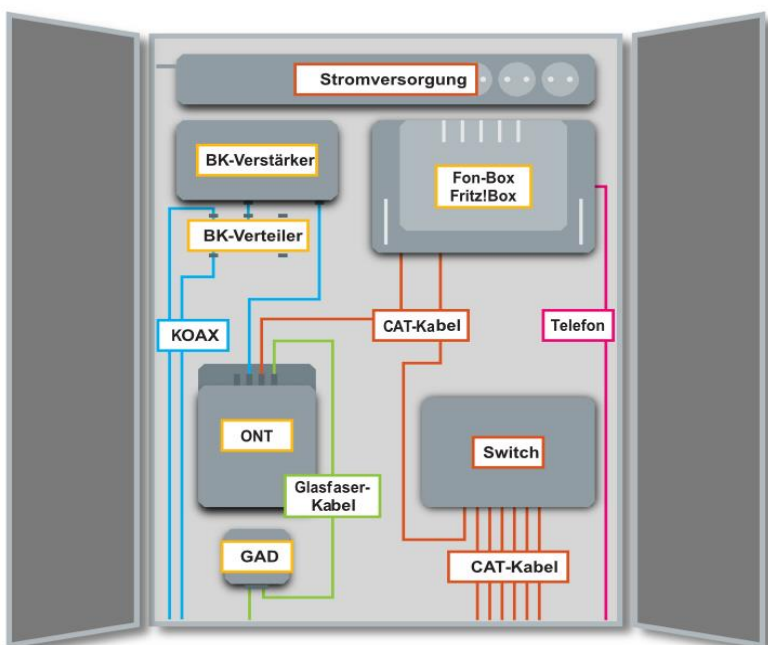 Stromversorgung
BK-Verstärker
Fon-Box
Fritz!Box
BK-Verteiler
KOAX
CAT-Kabel
Telefon
ONT
Switch
Glasfaser-
Kabel
GAD
CAT-Kabel